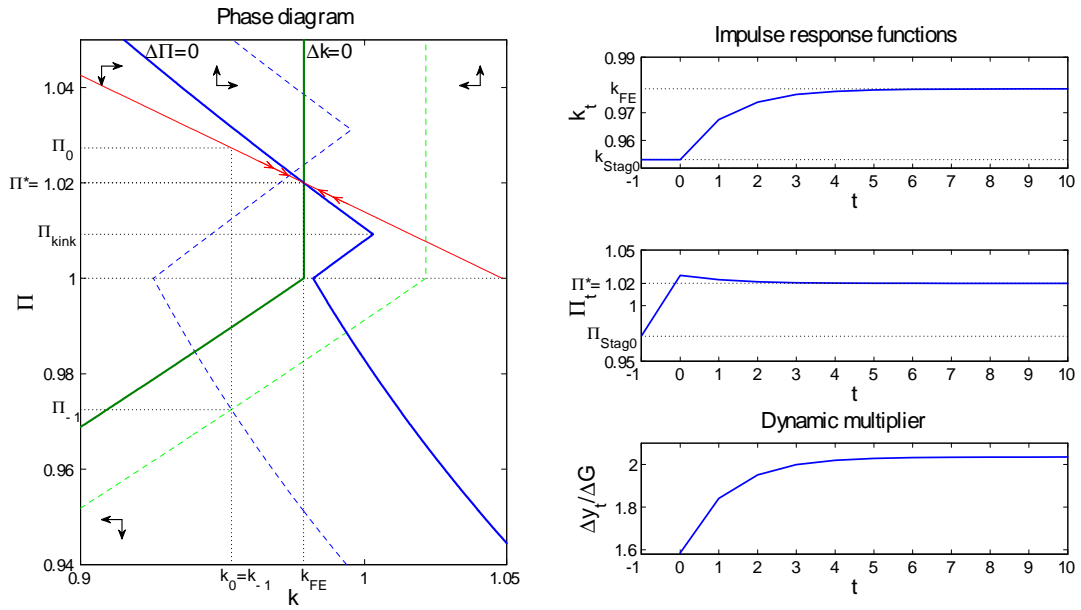 Phase diagram
ΔΠ=0
Δk=0
1.04
Π0
Π*= 1.02
Πkink
1
0.98
Π-1
0.96
0.94
Π
0.9
k0=k-1
kFE
1
1.05
k
Impulse response functions
0.99
kFE
0.97
0.96
kStag0
kt
-1 0 1 2 3 4 5 6 7 8 9 10
t
1.05
Π*= 1.02
1
ΠStag0
0.95
Πt
-1 0 1 2 3 4 5 6 7 8 9 10
t
Dynamic multiplier
2
1.8
1.6
Δyt/ΔG
-1 0 1 2 3 4 5 6 7 8 9 10
t